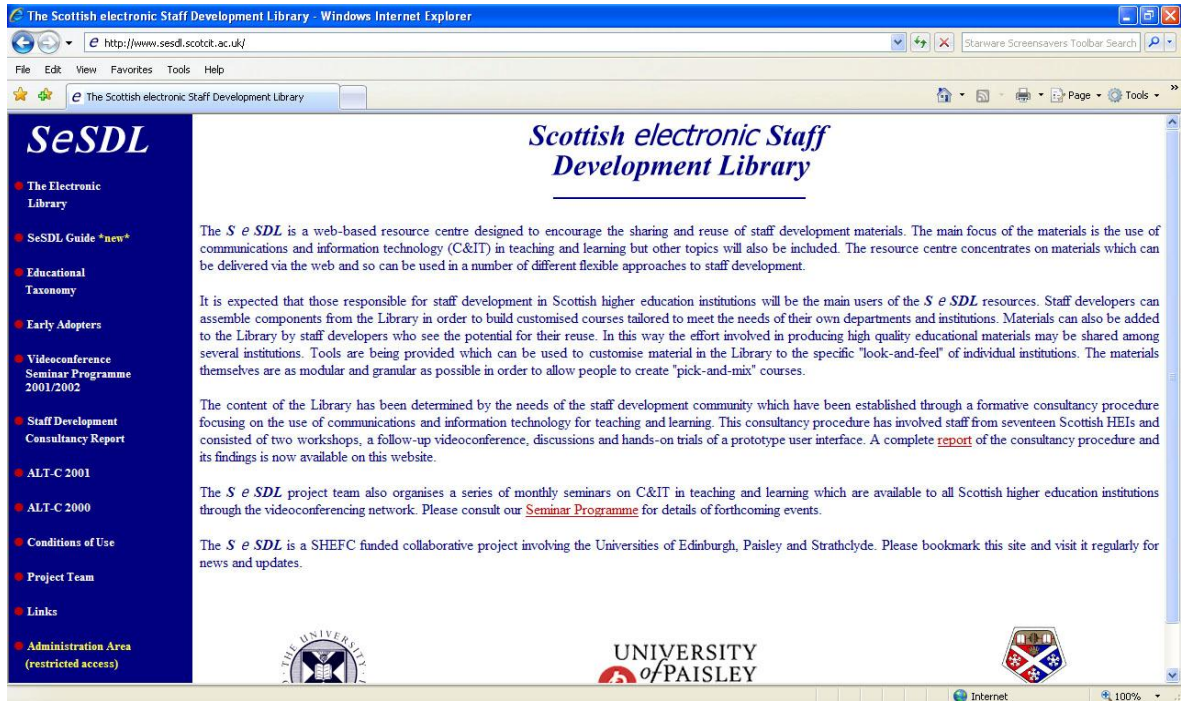 The Scottish electronic Staff Development Library - Windows Internet Explorer
http://www.sesdl.scotcit.ac.uk/
Starware Screensavers Toolbar Search
File Edit View Favorites Tools Help
The Scottish electronic Staff Development Library
Page Tools
SeSDL
The Electronic
Library
SeSDL Guide *new*
Educational
Taxonomy
Early Adopters
Videoconference
Seminar Programme
2001/2002
Staff Development
Consultancy Report
ALT-C 2001
ALT-C 2000
Conditions of Use
Project Team
Links
Administration Area
(restricted access)
Scottish electronic Staff
Development Library
The S e SDL is a web-based resource centre designed to encourage the sharing and reuse of staff development materials. The main focus of the materials is the use of
communications and information technology (C&IT) in teaching and learning but other topics will also be included. The resource centre concentrates on materials which can
be delivered via the web and so can be used in a number of different flexible approaches to staff development.
It is expected that those responsible for staff development in Scottish higher education institutions will be the main users of the S e SDL resources. Staff developers can
assemble components from the Library in order to build customised courses tailored to meet the needs of their own departments and institutions. Materials can also be added
to the Library by staff developers who see the potential for their reuse. In this way the effort involved in producing high quality educational materials may be shared among
several institutions. Tools are being provided which can be used to customise material in the Library to the specific "look-and-feel" of individual institutions. The materials
themselves are as modular and granular as possible in order to allow people to create "pick-and-mix" courses.
The content of the Library has been determined by the needs of the staff development community which have been established through a formative consultancy procedure
focusing on the use of communications and information technology for teaching and learning. This consultancy procedure has involved staff from seventeen Scottish HEIs and
consisted of two workshops, a follow-up videoconference, discussions and hands-on trials of a prototype user interface. A complete report of the consultancy procedure and
its findings is now available on this website.
The S e SDL project team also organises a series of monthly seminars on C&IT in teaching and learning which are available to all Scottish higher education institutions
through the videoconferencing network. Please consult our Seminar Programme for details of forthcoming events.
The S e SDL is a SHEFC funded collaborative project involving the Universities of Edinburgh, Paisley and Strathclyde. Please bookmark this site and visit it regularly for
news and updates.
THE UNIVERSITY
UNIVERSITY
of PAISLEY
Internet 100%